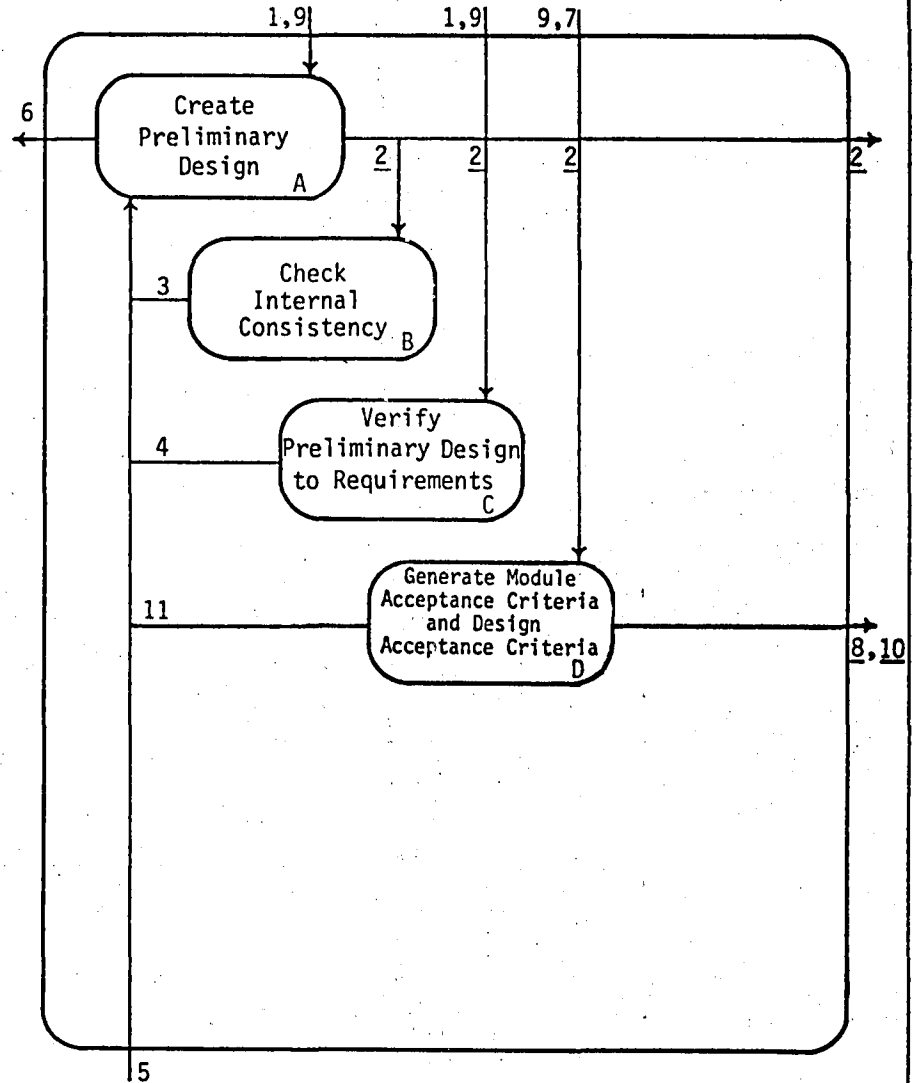 1,9 1,9 9,7
6
Create
Preliminary
Design
A
2 2 2 2
3
Check
Internal
Consistency
B
4
Verify
Preliminary Design
to Requirements
C
11
Generate Module
Acceptance Criteria
and Design
Acceptance Criteria
D
8,10
5